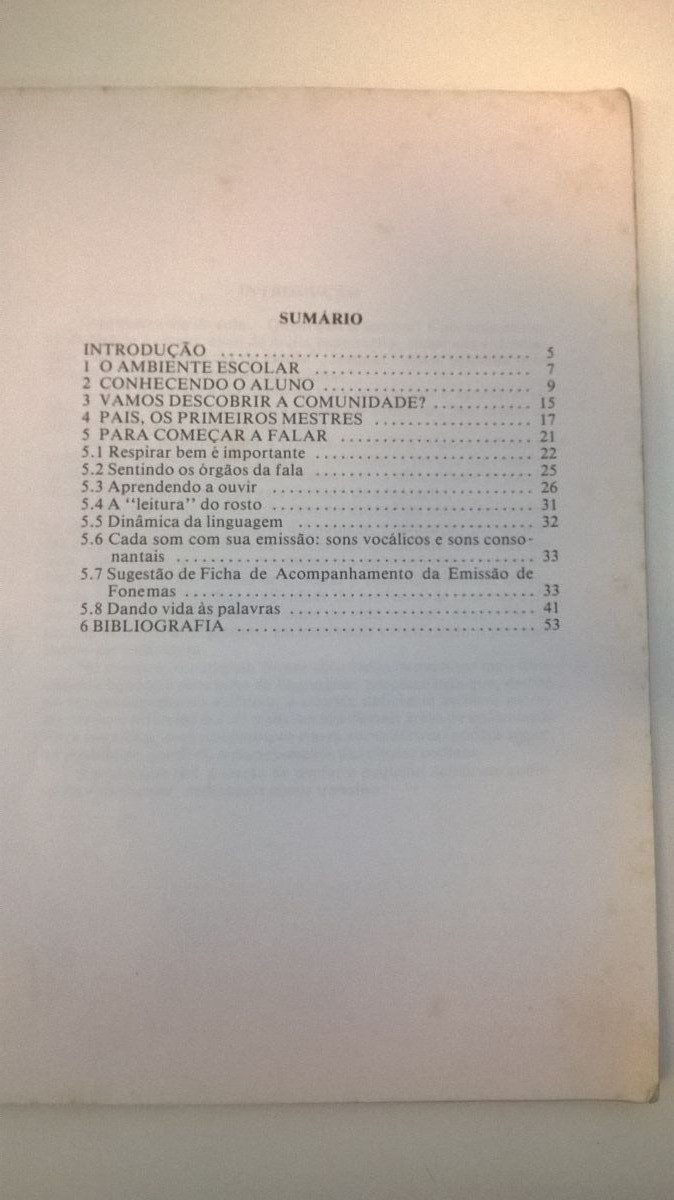 SUMÁRIO
INTRODUÇÃO ........................................ 5
1 O AMBIENTE ESCOLAR ............................ 7
2 CONHECENDO O ALUNO ........................... 9
3 VAMOS DESCOBRIR A COMUNIDADE? ............ 15
4 PAIS, OS PRIMEIROS MESTRES .................... 17
5 PARA COMEÇAR A FALAR ......................... 21
5.1 Respirar bem é importante ............................. 22
5.2 Sentindo os órgãos da fala ............................. 25
5.3 Aprendendo a ouvir ................................... 26
5.4 A “leitura” do rosto ................................... 31
5.5 Dinâmica da linguagem ............................... 32
5.6 Cada som com sua emissão: sons vocálicos e sons conso-
nantais .............................................. 33
5.7 Sugestão de Ficha de Acompanhamento da Emissão de
Fonemas ............................................. 33
5.8 Dando vida às palavras ................................ 41
6 BIBLIOGRAFIA ...................................... 53